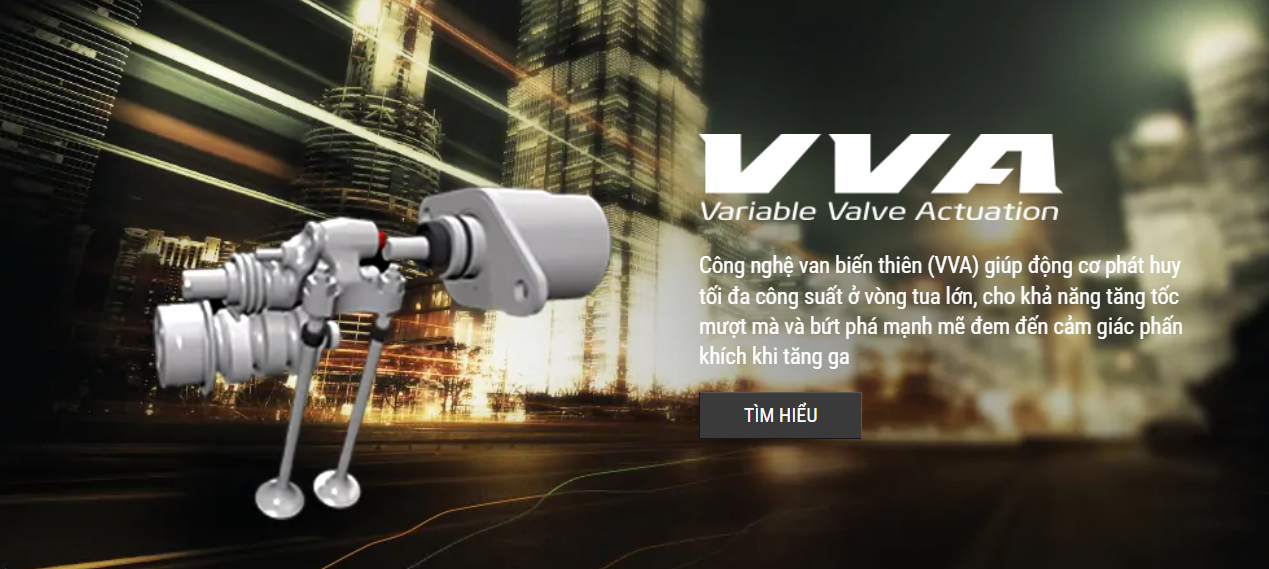 VVA
Variable Valve Actuation
Công nghệ van biến thiên (VVA) giúp động cơ phát huy
tối đa công suất ở vòng tua lớn, cho khả năng tăng tốc
mượt mà và bứt phá mạnh mẽ đem đến cảm giác phấn
khích khi tăng ga
TÌM HIỂU